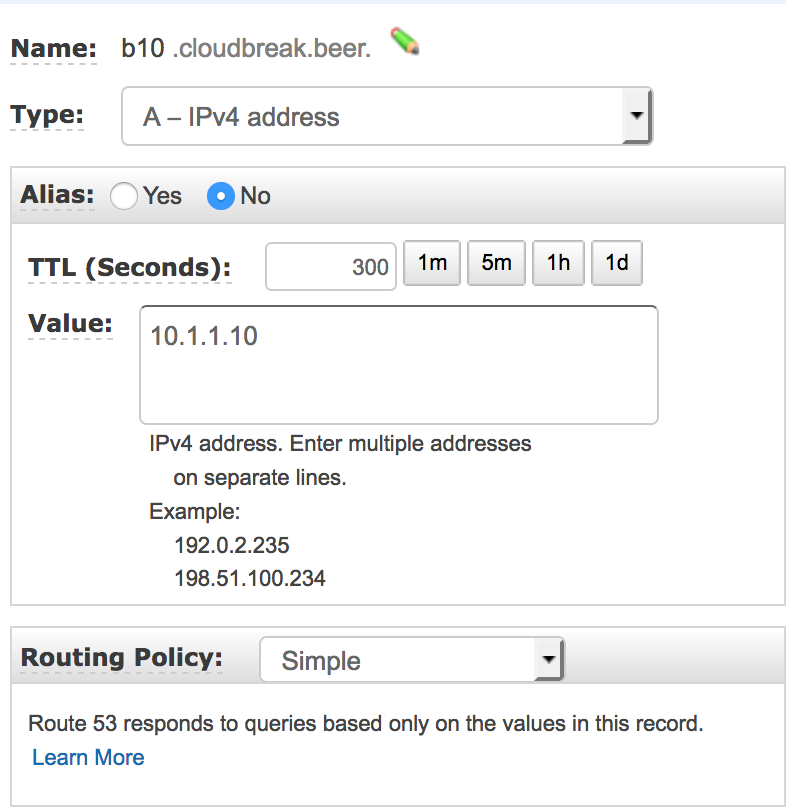 Name: b10 .cloudbreak.beer.
Type: A – IPv4 address
Alias: Yes No
TTL (Seconds): 300 1m 5m 1h 1d
Value: 10.1.1.10
IPv4 address. Enter multiple addresses
on separate lines.
Example:
192.0.2.235
198.51.100.234
Routing Policy: Simple
Route 53 responds to queries based only on the values in this record.
Learn More